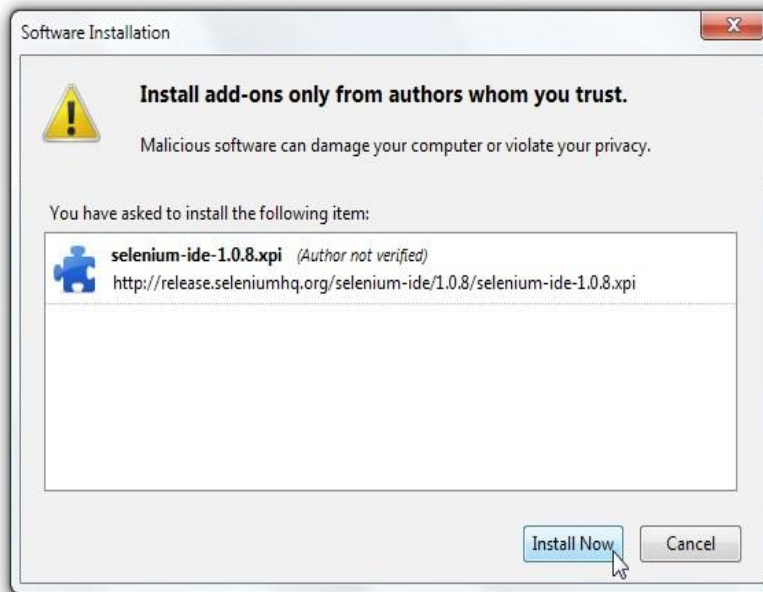 Software Installation
Install add-ons only from authors whom you trust.
Malicious software can damage your computer or violate your privacy.
You have asked to install the following item:
selenium-ide-1.0.8.xpi (Author not verified)
http://release.seleniumhq.org/selenium-ide/1.0.8/selenium-ide-1.0.8.xpi
Install Now Cancel